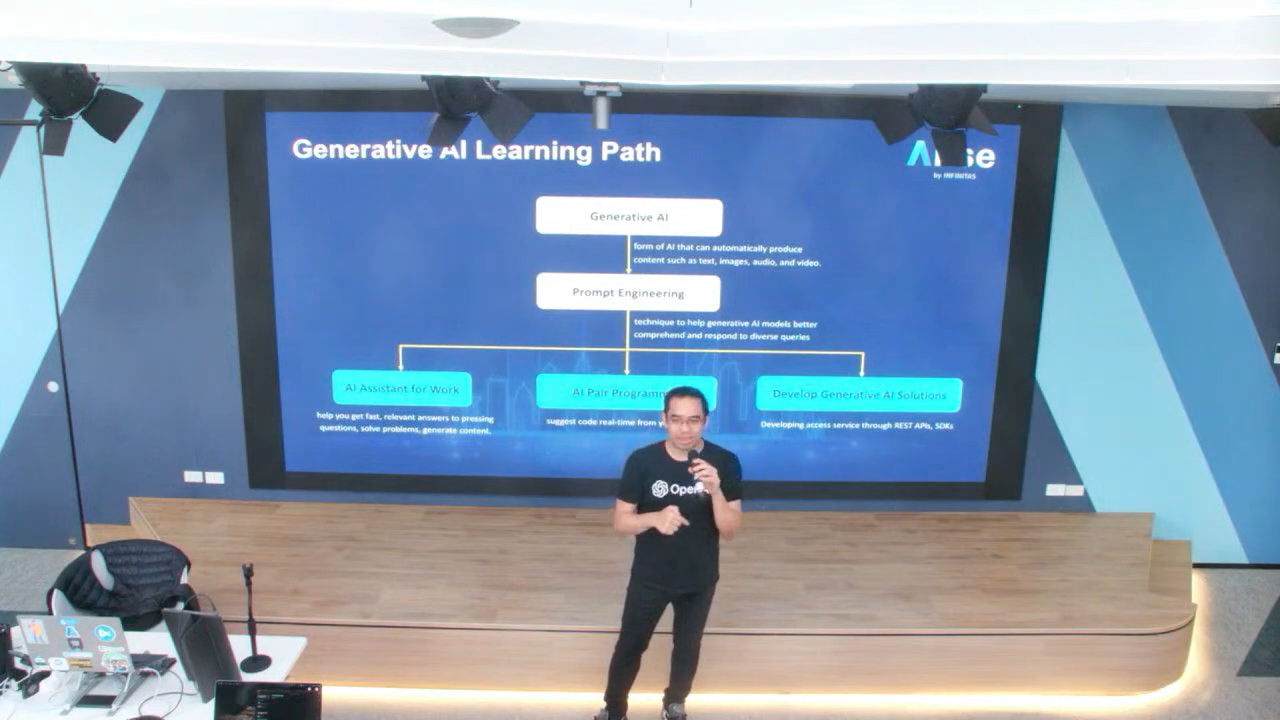 Generative AI Learning Path
by INFINITAS
Generative AI
form of AI that can automatically produce
content such as text, images, audio, and video.
Prompt Engineering
technique to help generative AI models better
comprehend and respond to diverse queries
AI Assistant for Work
help you get fast, relevant answers to pressing
questions, solve problems, generate content.
AI Pair
suggest code real-time from
Develop Generative AI Solutions
Developing access service through REST APIs, SDKs